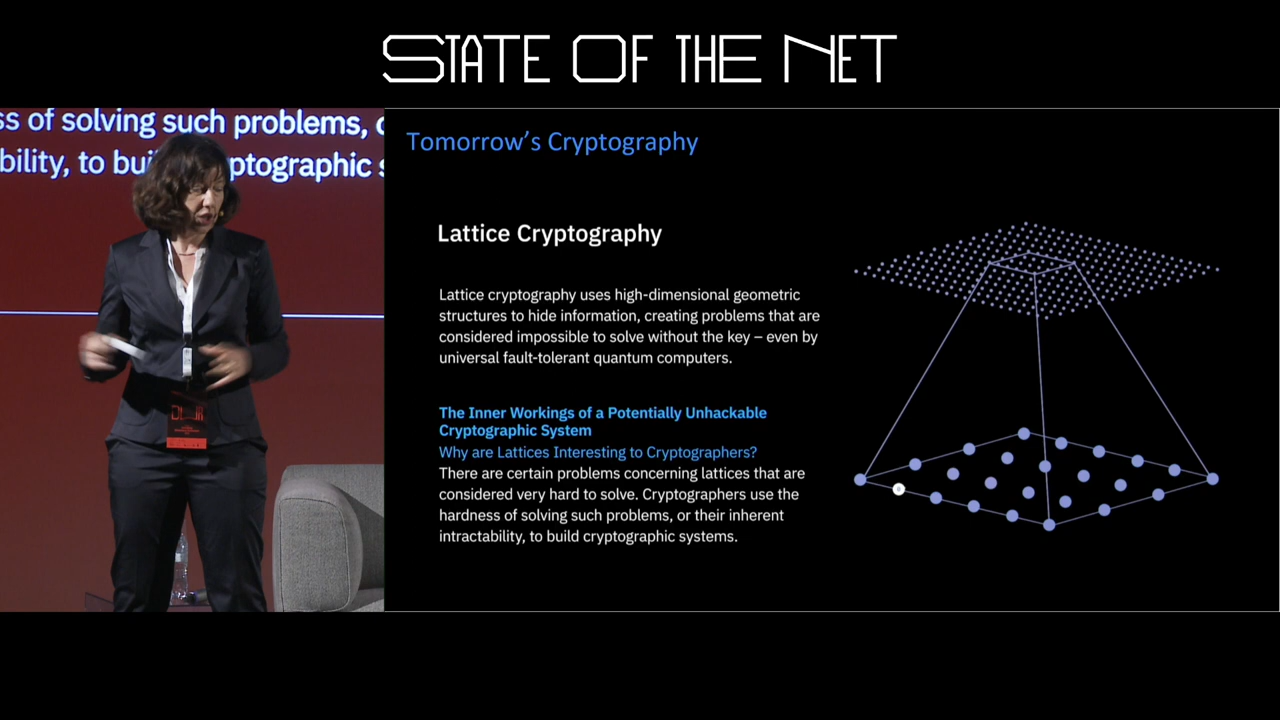 STATE OF THE NET
ss of solving such problems,
bility, to bui
ptographic
Tomorrow's Cryptography
Lattice Cryptography
Lattice cryptography uses high-dimensional geometric
structures to hide information, creating problems that are
considered impossible to solve without the key – even by
universal fault-tolerant quantum computers.
The Inner Workings of a Potentially Unhackable
Cryptographic System
Why are Lattices Interesting to Cryptographers?
There are certain problems concerning lattices that are
considered very hard to solve. Cryptographers use the
hardness of solving such problems, or their inherent
intractability, to build cryptographic systems.